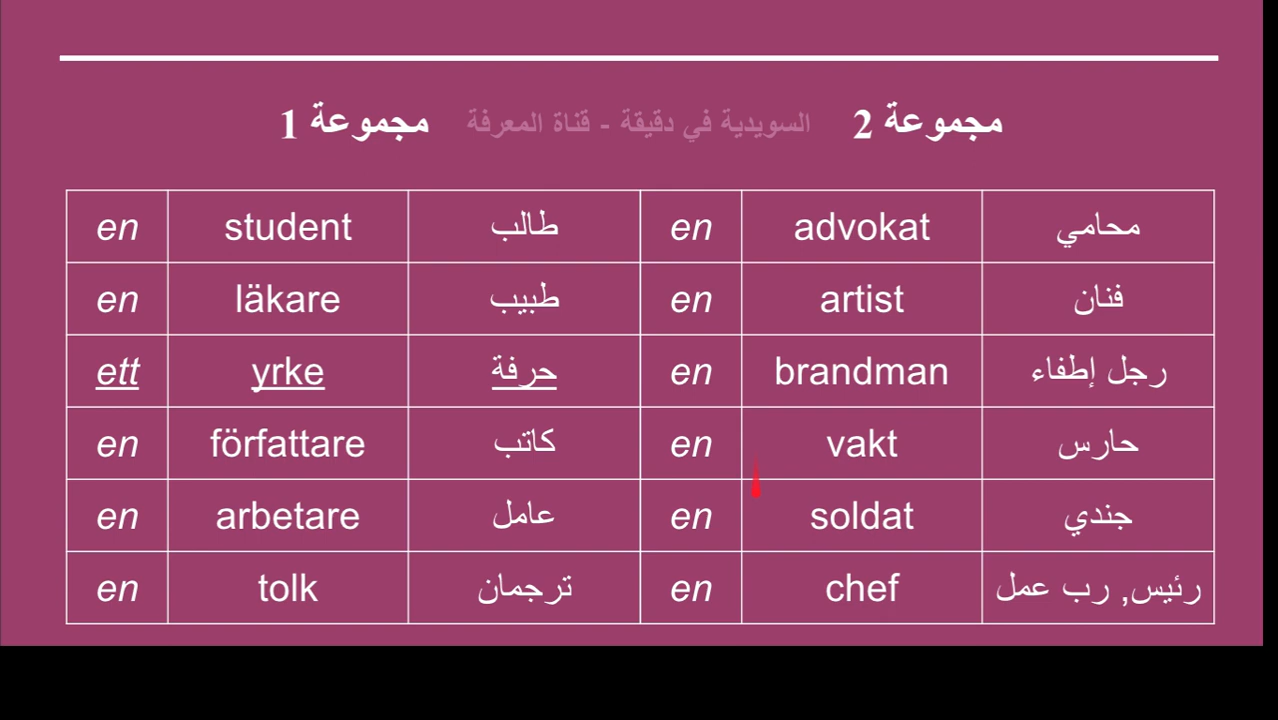 مجموعة 1 السويدية في دقيقة - قناة المعرفة مجموعة 2
en student طالب en advokat محامي
en läkare طبيب en artist فنان
ett yrke حرفة en brandman رجل إطفاء
en författare كاتب en vakt حارس
en arbetare عامل en soldat جندي
en tolk ترجمان en chef رئيس, رب عمل